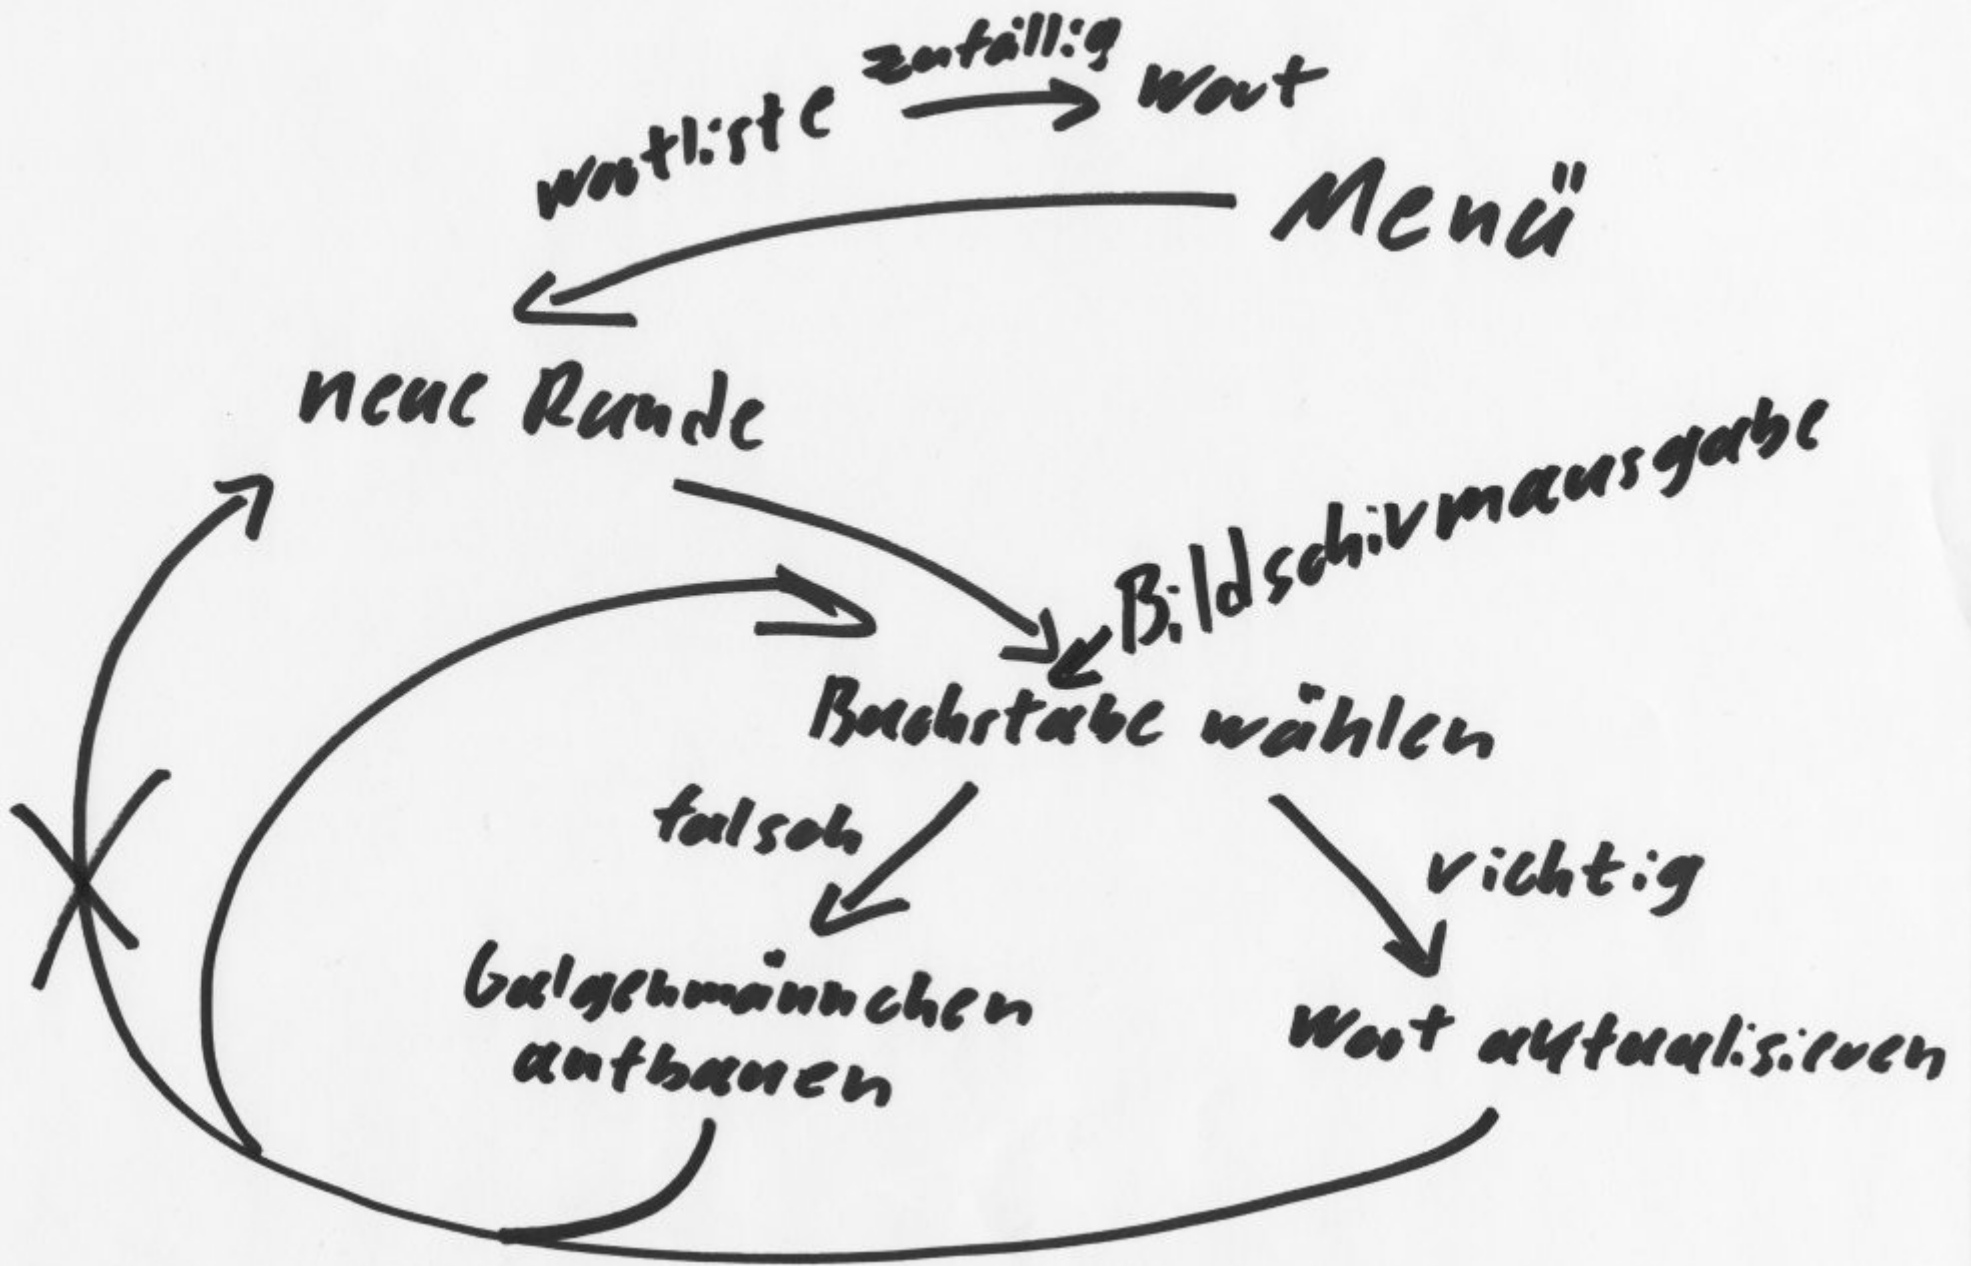 wortliste zufällig Wort
Menü
neue Runde
Bildschirmausgabe
Buchstabe wählen
falsch
richtig
Galgenmännchen
aufbauen
Wort aktualisieren